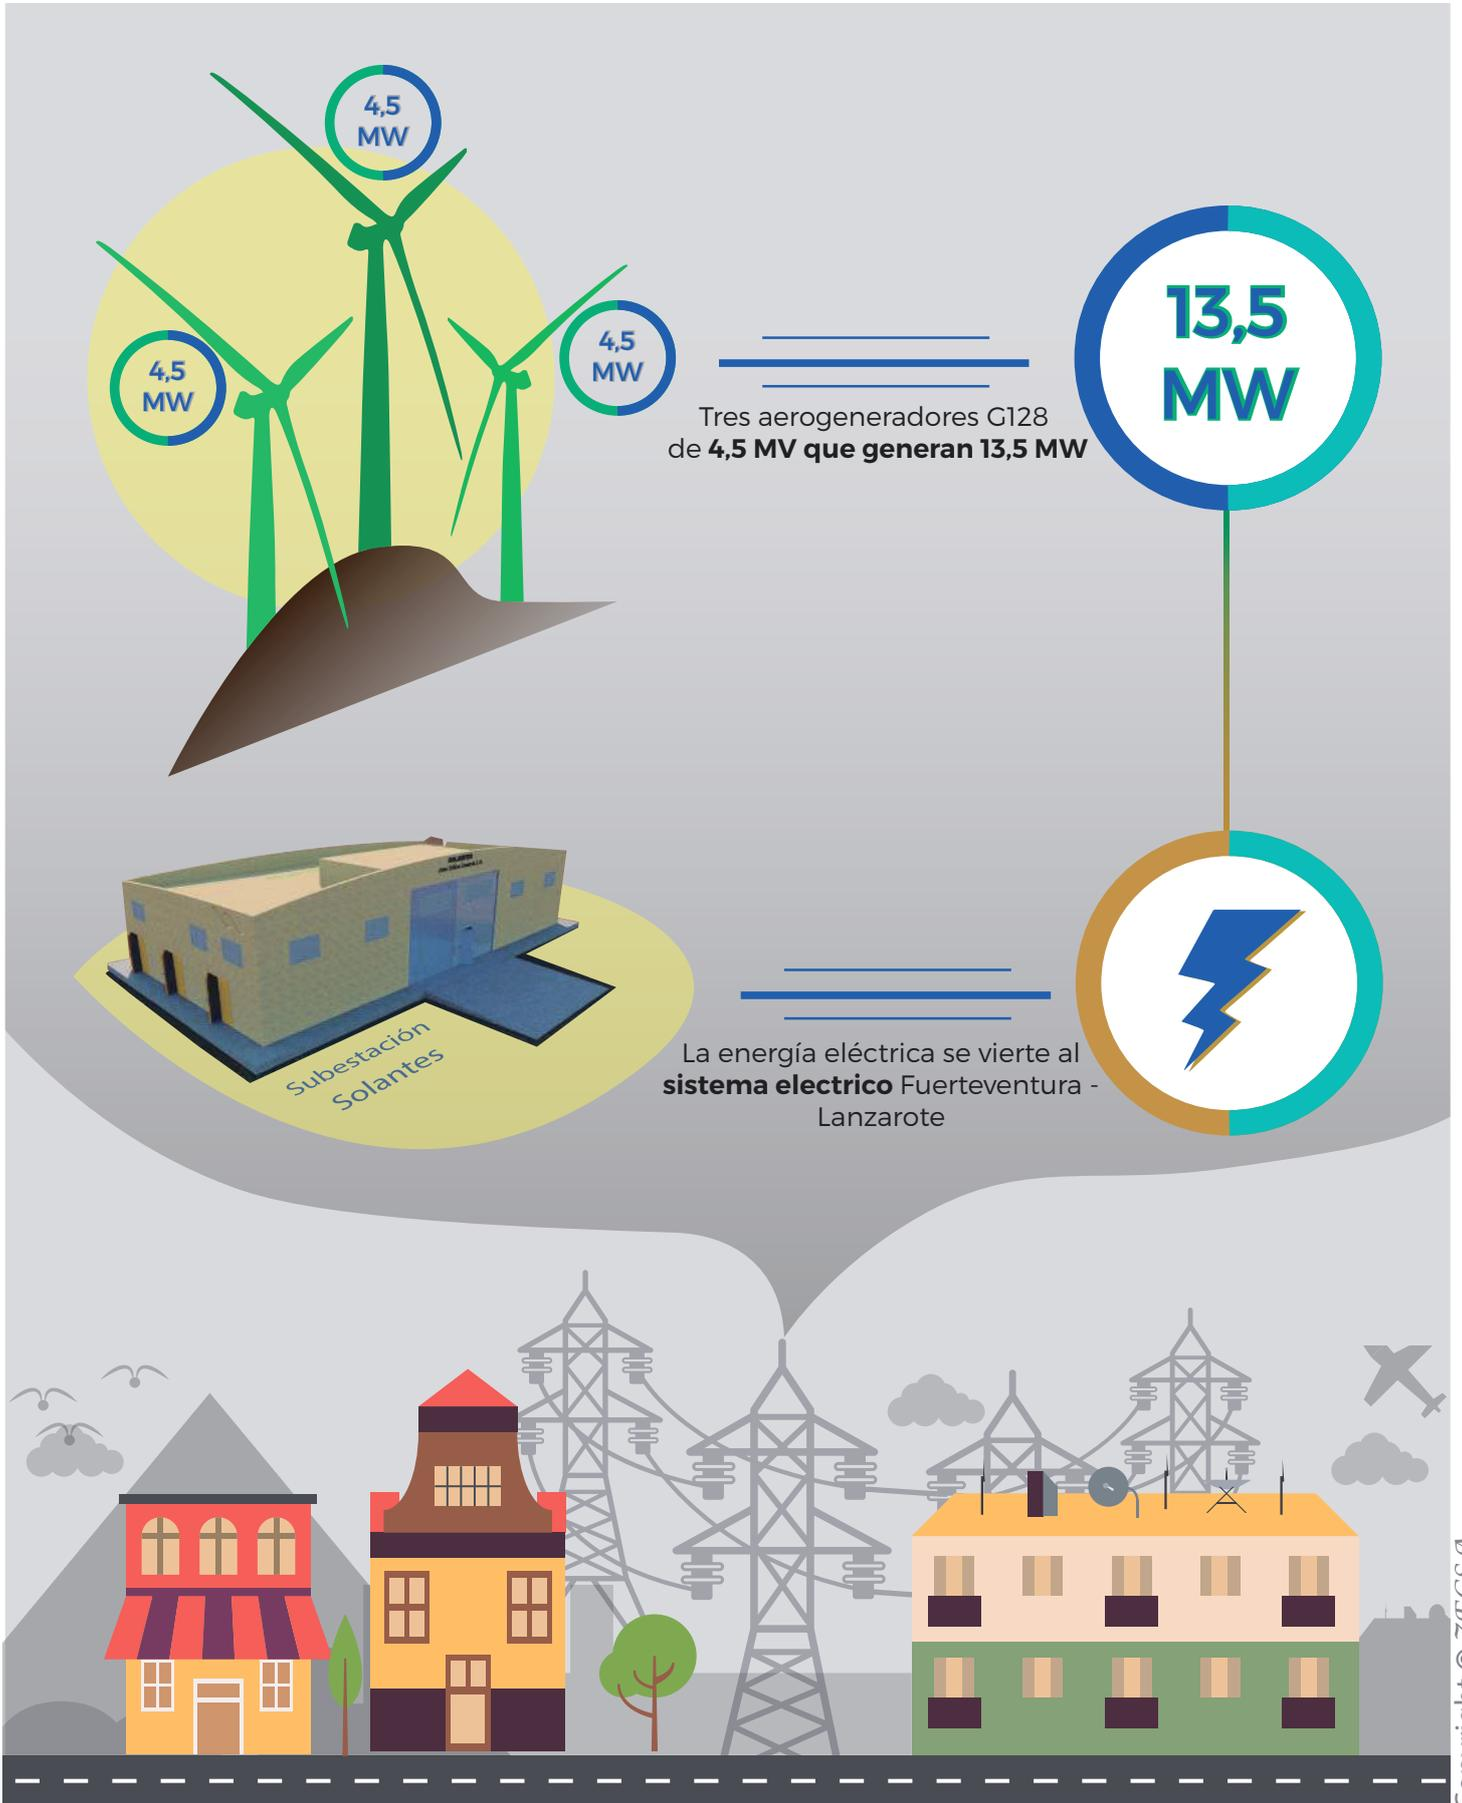 4,5
MW
4,5
MW
4,5
MW
13,5
MW
Tres aerogeneradores G128
de 4,5 MV que generan 13,5 MW
Subestación
Solantes
La energía eléctrica se vierte al
sistema electrico Fuerteventura -
Lanzarote